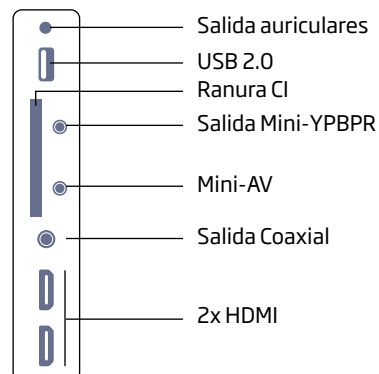 Salida auriculares
USB 2.0
Ranura CI
Salida Mini-YPBPR
Mini-AV
Salida Coaxial
2x HDMI